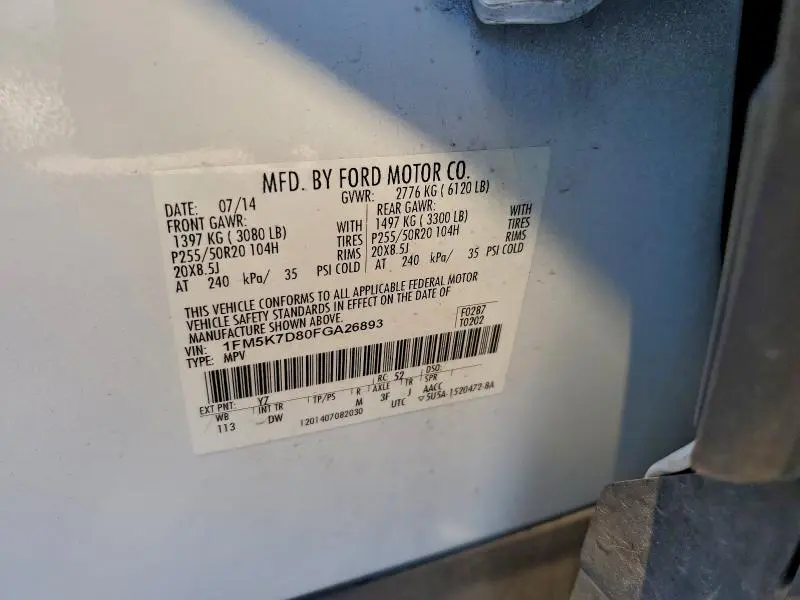 MFD. BY FORD MOTOR CO.
DATE: 07/14 GVWR: 2776 KG ( 6120 LB)
FRONT GAWR: WITH REAR GAWR: WITH
1397 KG ( 3080 LB) TIRES 1497 KG ( 3300 LB) TIRES
P255/50R20 104H RIMS P255/50R20 104H RIMS
20X8.5J 20X8.5J
AT 240 kPa/ 35 PSI COLD AT 240 kPa/ 35 PSI COLD
THIS VEHICLE CONFORMS TO ALL APPLICABLE FEDERAL MOTOR
VEHICLE SAFETY STANDARDS IN EFFECT ON THE DATE OF
MANUFACTURE SHOWN ABOVE.
F0287
VIN: 1FM5K7D80FGA26893 T0202
TYPE: MPV
RC: 52 DSO:
EXT PNT: YZ
WB INT TR TP/PS R AXLE TR SPR
113 DW M 3F J AACC
1201407082030 UTC 5U5A-1520472-8A